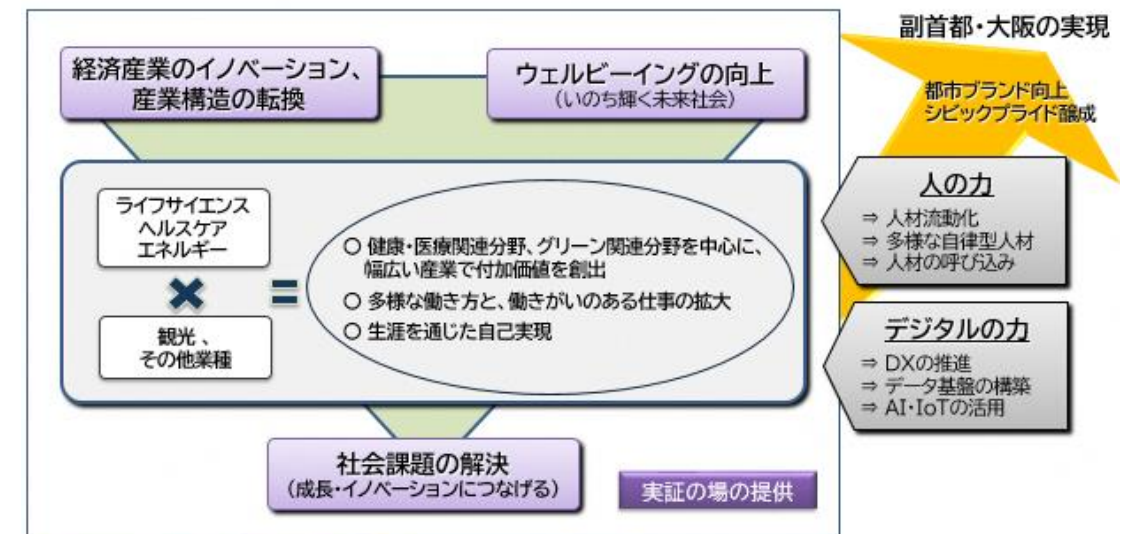 副首都・大阪の実現
都市ブランド向上
シビックプライド醸成
経済産業のイノベーション、
産業構造の転換
ウェルビーイングの向上
(いのち輝く未来社会)
ライフサイエンス
ヘルスケア
エネルギー
×
観光、
その他業種
=
○ 健康・医療関連分野、グリーン関連分野を中心に、
幅広い産業で付加価値を創出
○ 多様な働き方と、働きがいのある仕事の拡大
○ 生涯を通じた自己実現
人の力
⇒ 人材流動化
⇒ 多様な自律型人材
⇒ 人材の呼び込み
デジタルの力
⇒ DXの推進
⇒ データ基盤の構築
⇒ AI・IoTの活用
社会課題の解決
(成長・イノベーションにつなげる)
実証の場の提供